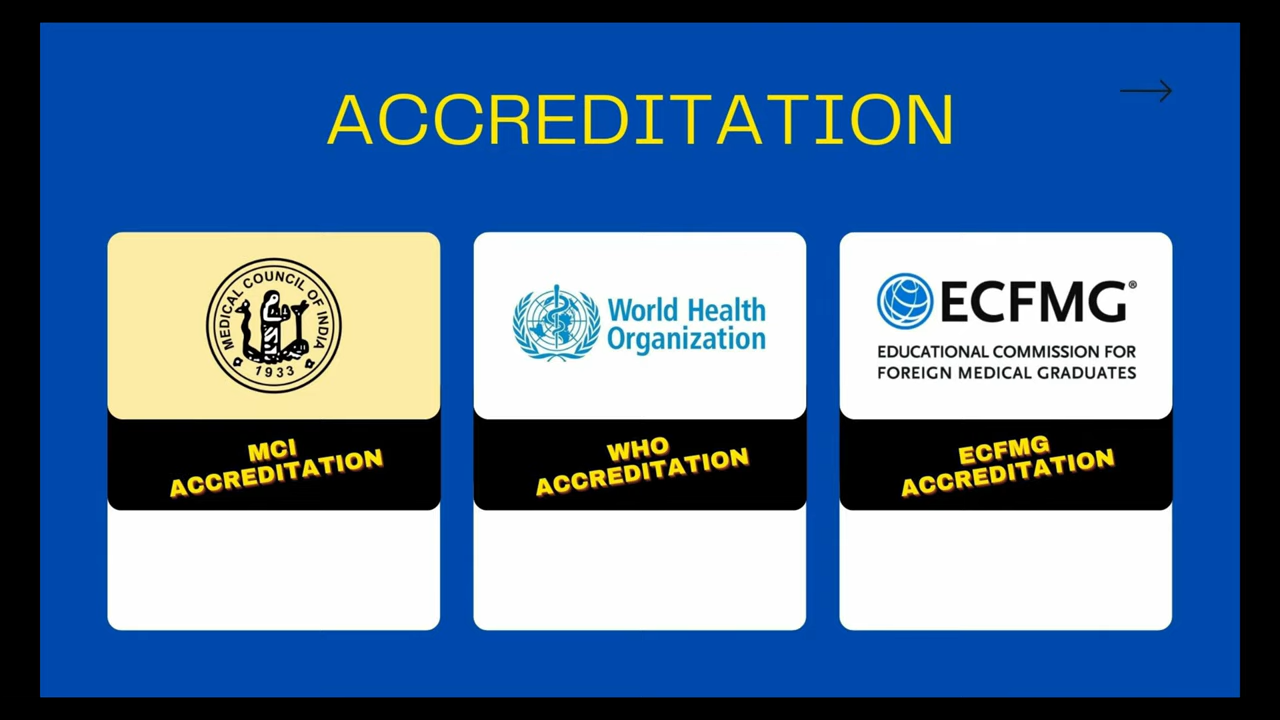 ACCREDITATION
MEDICAL COUNCIL OF INDIA
1933
World Health
Organization
ECFMG®
EDUCATIONAL COMMISSION FOR
FOREIGN MEDICAL GRADUATES
MCI
ACCREDITATION
WHO
ACCREDITATION
ECFMG
ACCREDITATION